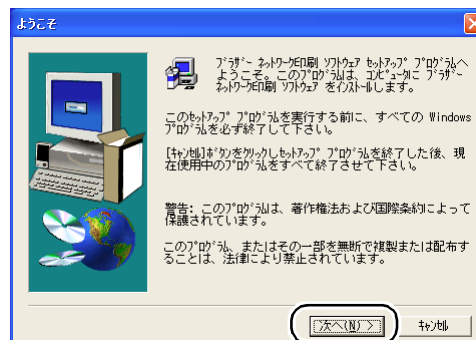 ようこそ
ﾌﾞﾗｻﾞｰ ﾈｯﾄﾜｰｸ印刷 ｿﾌﾄｳｪｱ ｾｯﾄｱｯﾌﾟ ﾌﾟﾛｸﾞﾗﾑへ
ようこそ。このﾌﾟﾛｸﾞﾗﾑは、ｺﾝﾋﾟｭｰﾀに ﾌﾞﾗｻﾞｰ
ﾈｯﾄﾜｰｸ印刷 ｿﾌﾄｳｪｱ をｲﾝｽﾄｰﾙします。
このｾｯﾄｱｯﾌﾟ ﾌﾟﾛｸﾞﾗﾑを実行する前に、すべての Windows
ﾌﾟﾛｸﾞﾗﾑを必ず終了して下さい。
[ｷｬﾝｾﾙ]ﾎﾞﾀﾝをｸﾘｯｸしｾｯﾄｱｯﾌﾟ ﾌﾟﾛｸﾞﾗﾑを終了した後、現
在使用中のﾌﾟﾛｸﾞﾗﾑをすべて終了させて下さい。
警告: このﾌﾟﾛｸﾞﾗﾑは、著作権法および国際条約によって
保護されています。
このﾌﾟﾛｸﾞﾗﾑ、またはその一部を無断で複製または配布す
ることは、法律により禁止されています。
次へ(N) >
ｷｬﾝｾﾙ